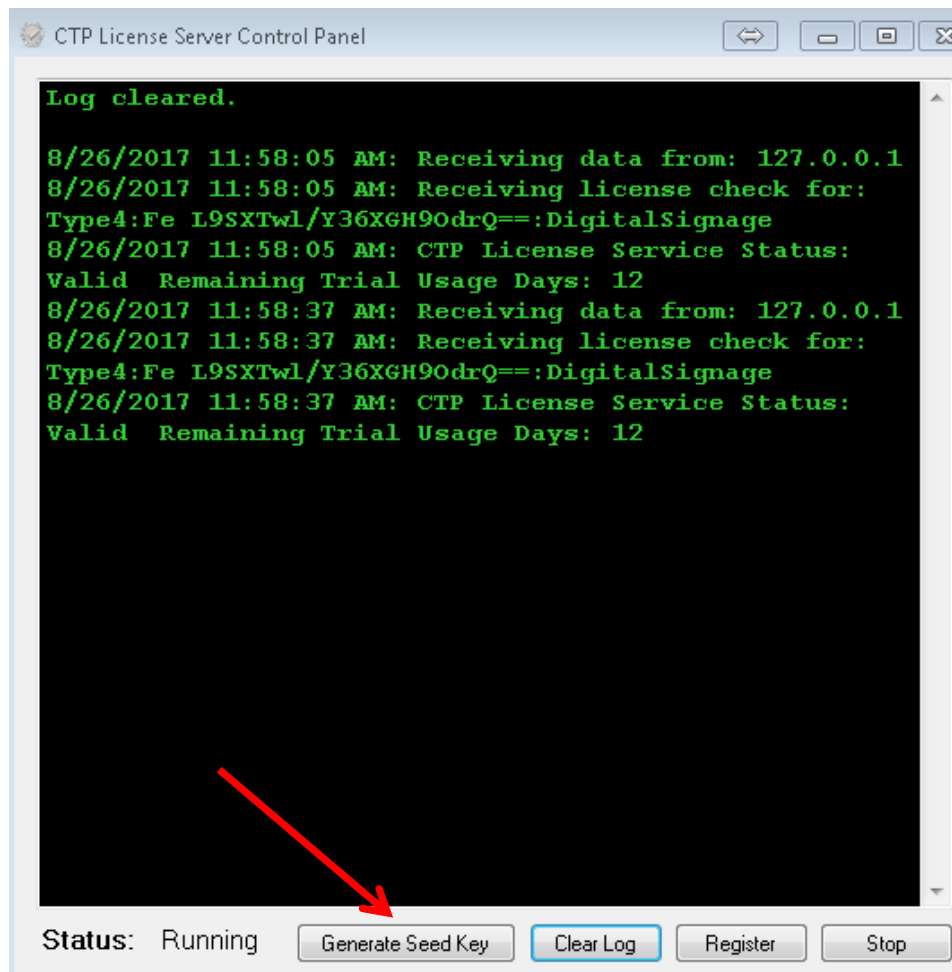 CTP License Server Control Panel
Log cleared.
8/26/2017 11:58:05 AM: Receiving data from: 127.0.0.1
8/26/2017 11:58:05 AM: Receiving license check for:
Type4:Fe L9SXTwl/Y36XGH9OdrQ==:DigitalSignage
8/26/2017 11:58:05 AM: CTP License Service Status:
Valid  Remaining Trial Usage Days: 12
8/26/2017 11:58:37 AM: Receiving data from: 127.0.0.1
8/26/2017 11:58:37 AM: Receiving license check for:
Type4:Fe L9SXTwl/Y36XGH9OdrQ==:DigitalSignage
8/26/2017 11:58:37 AM: CTP License Service Status:
Valid  Remaining Trial Usage Days: 12
Status: Running Generate Seed Key Clear Log Register Stop